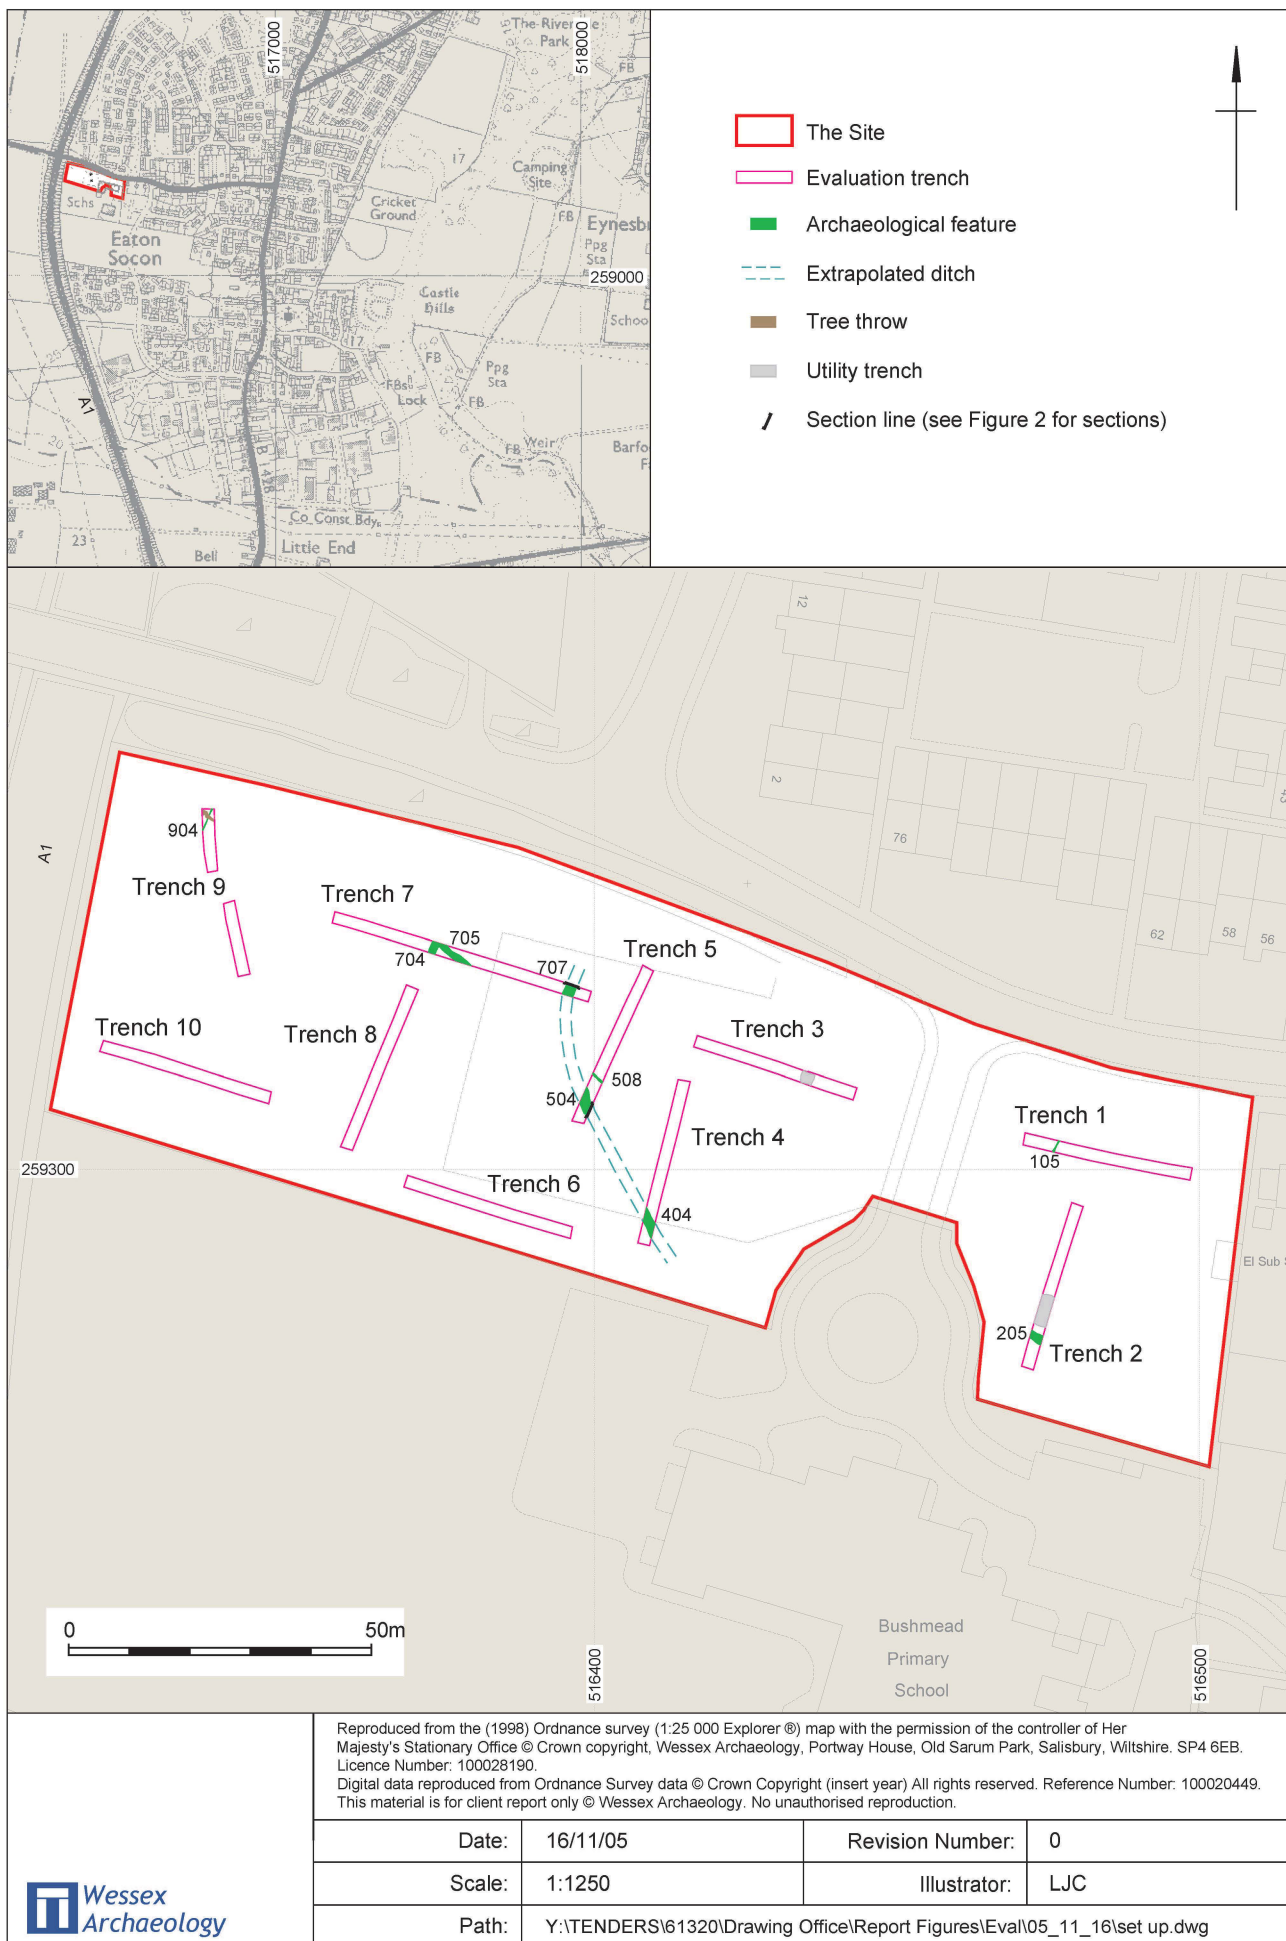 The Riverside
Park
517000
518000
FB
17
Camping
Site
FB
Cricket
Ground
Eynesb
Ppg
Sta
Schs
Eaton
Socon
259000
Castle
Hills
Schoo
17
FB
Ppg
Sta
FBs
Lock
FB
A1
20
20
FB
Weir
Barfo
F
B 428
Co Const Bdy
23
Bell
Little End
The Site
Evaluation trench
Archaeological feature
Extrapolated ditch
Tree throw
Utility trench
Section line (see Figure 2 for sections)
12
2
76
43
62
58
56
A1
904
Trench 9
Trench 7
705
704
707
Trench 5
Trench 3
Trench 10
Trench 8
508
504
Trench 4
Trench 1
105
259300
Trench 6
404
El Sub S
205
Trench 2
0
50m
516400
516500
Bushmead
Primary
School
Reproduced from the (1998) Ordnance survey (1:25 000 Explorer ®) map with the permission of the controller of Her
Majesty's Stationary Office © Crown copyright, Wessex Archaeology, Portway House, Old Sarum Park, Salisbury, Wiltshire. SP4 6EB.
Licence Number: 100028190.
Digital data reproduced from Ordnance Survey data © Crown Copyright (insert year) All rights reserved. Reference Number: 100020449.
This material is for client report only © Wessex Archaeology. No unauthorised reproduction.
Date: 16/11/05 Revision Number: 0
Scale: 1:1250 Illustrator: LJC
Path: Y:\TENDERS\61320\Drawing Office\Report Figures\Eval\05_11_16\set up.dwg
Wessex
Archaeology